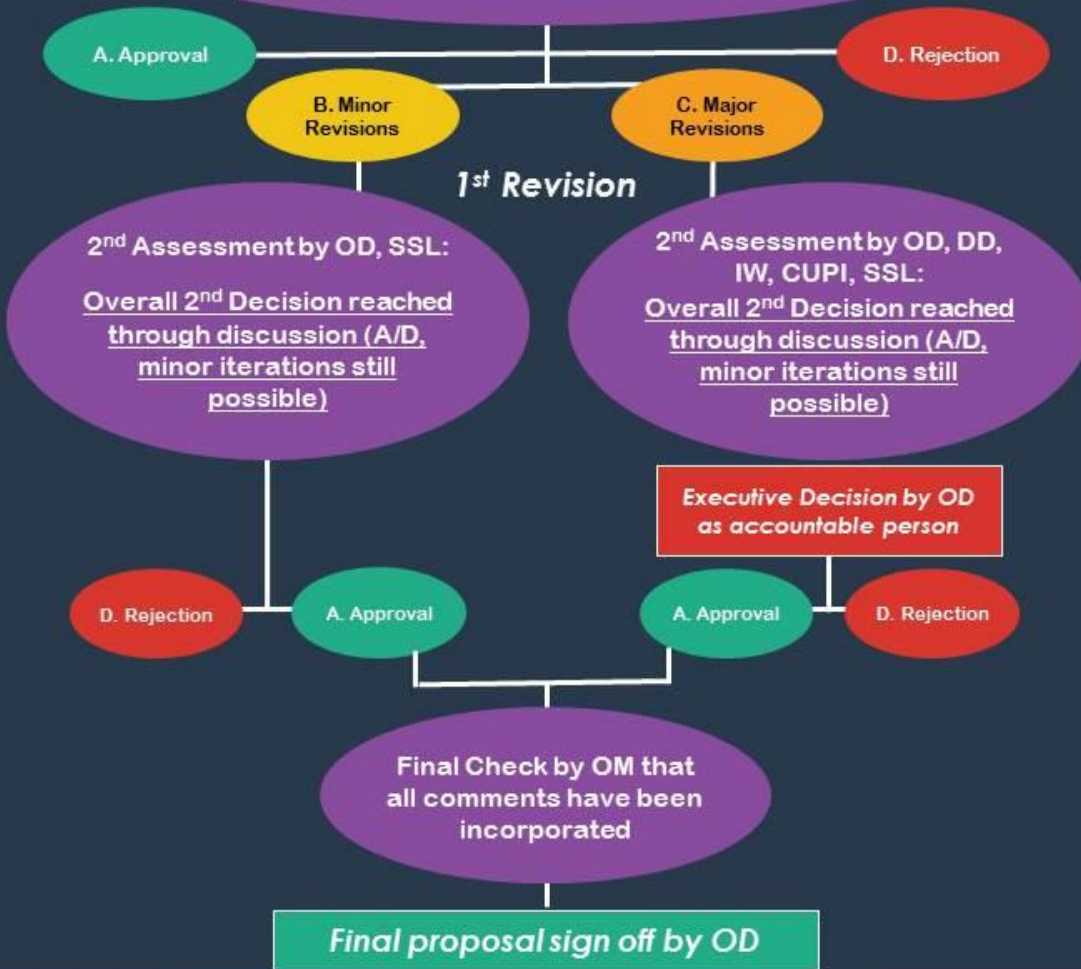 A. Approval
D. Rejection
B. Minor
Revisions
C. Major
Revisions
1st Revision
2nd Assessment by OD, SSL:
Overall 2nd Decision reached
through discussion (A/D,
minor iterations still
possible)
2nd Assessment by OD, DD,
IW, CUPI, SSL:
Overall 2nd Decision reached
through discussion (A/D,
minor iterations still
possible)
Executive Decision by OD
as accountable person
D. Rejection
A. Approval
A. Approval
D. Rejection
Final Check by OM that
all comments have been
incorporated
Final proposal sign off by OD